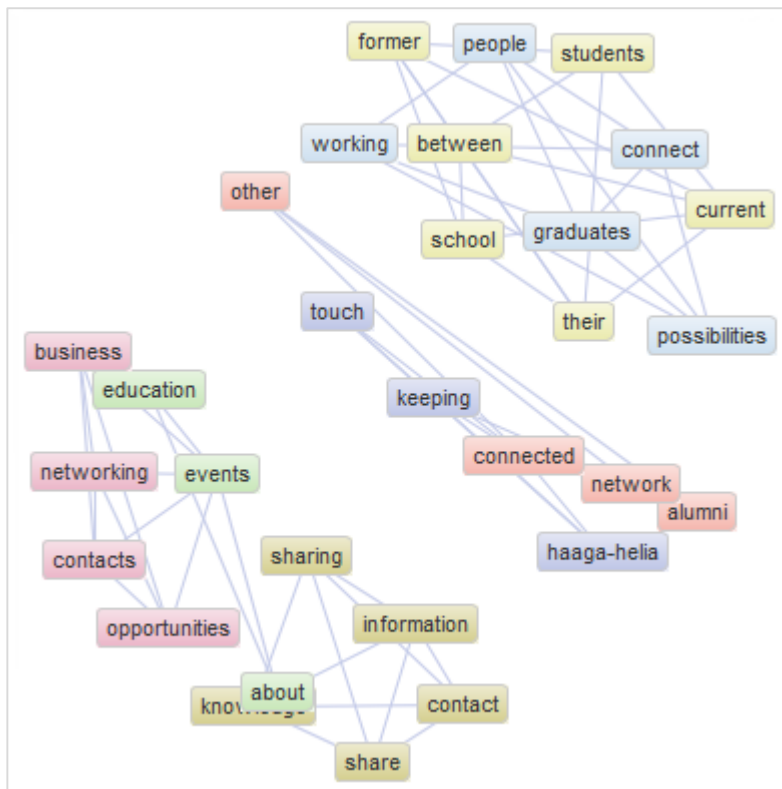 former
people
students
working
between
connect
other
current
school
graduates
touch
their
possibilities
business
education
keeping
connected
networking
events
network
alumni
contacts
sharing
haaga-helia
opportunities
information
about
knowledge
contact
share